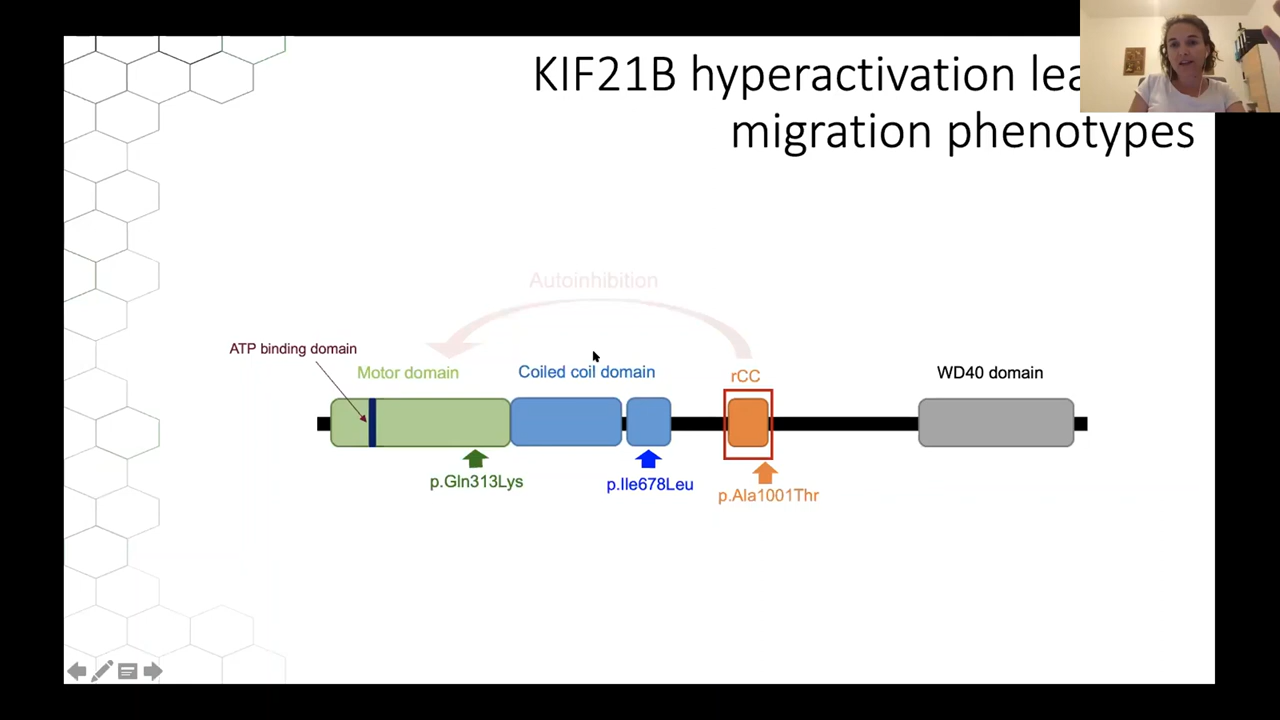 KIF21B hyperactivation
migration phenotypes
Autoinhibition
ATP binding domain
Motor domain
Coiled coil domain
rCC
WD40 domain
p.Gln313Lys
p.Ile678Leu
p.Ala1001Thr